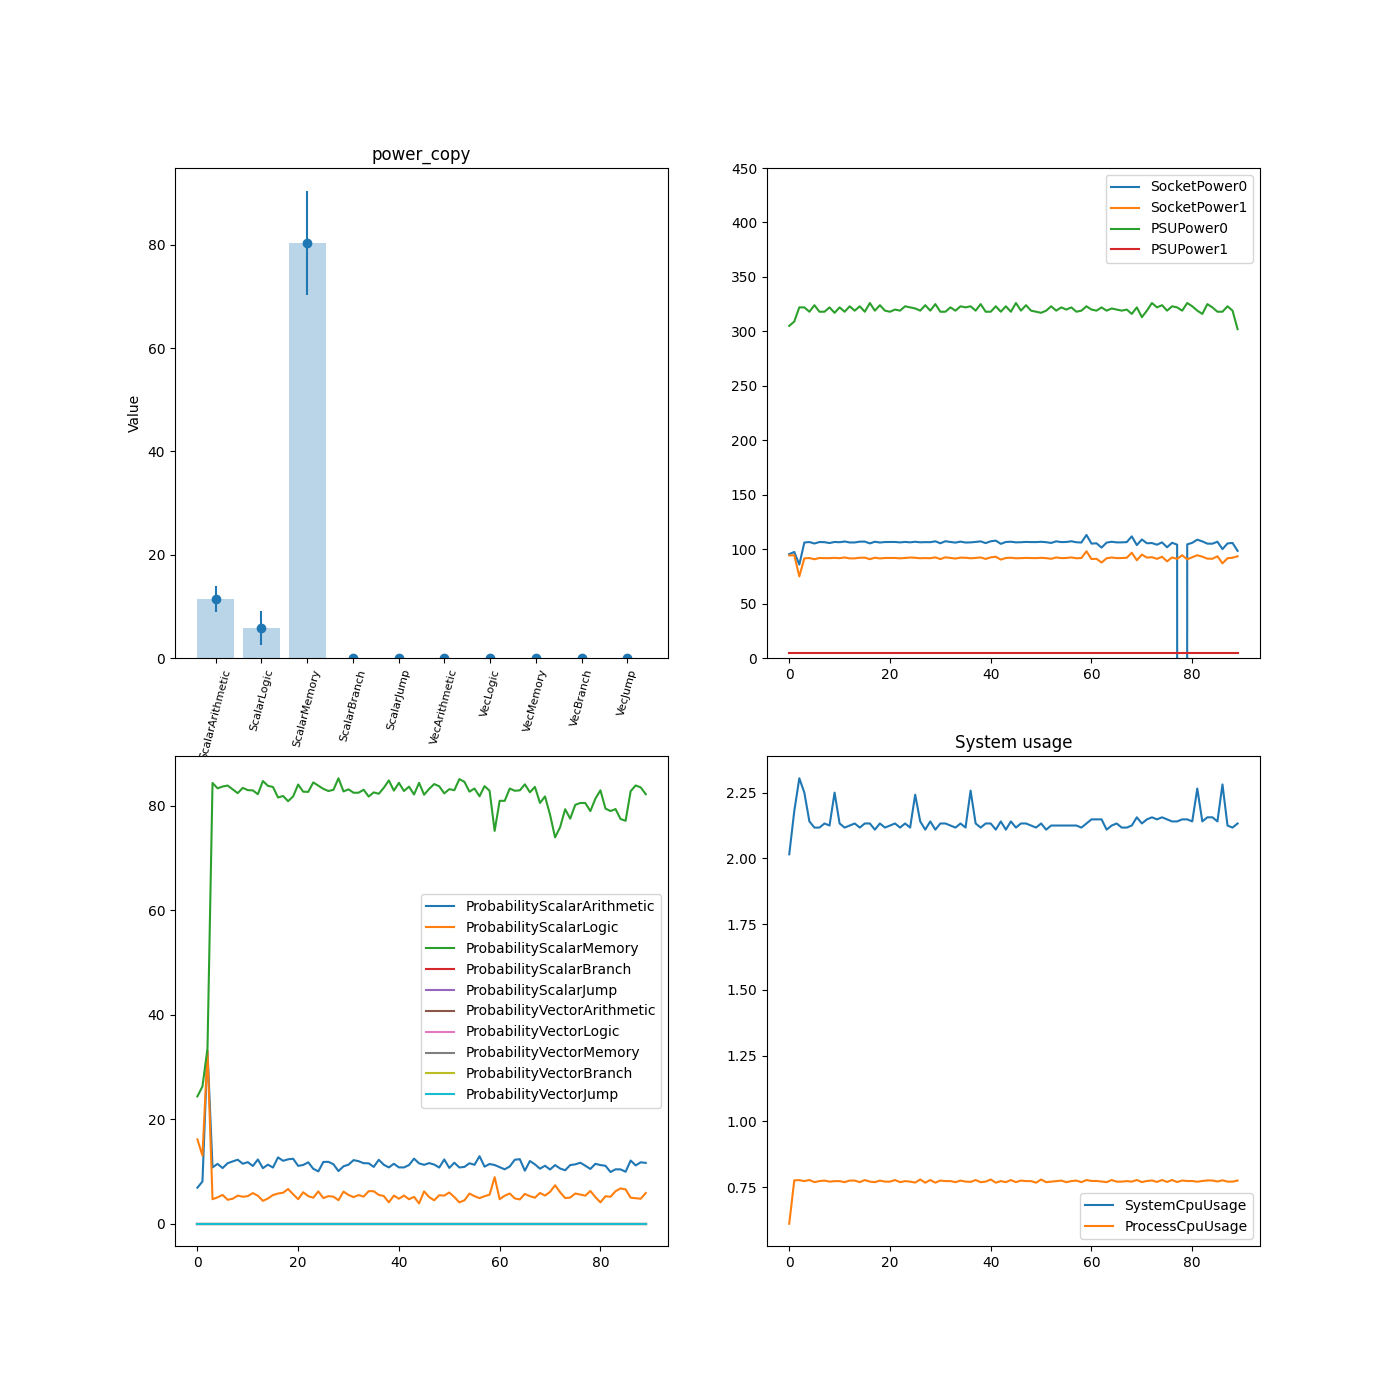 power_copy
Value
80
60
40
20
0
ScalarArithmetic
ScalarLogic
ScalarMemory
ScalarBranch
ScalarJump
VecArithmetic
VecLogic
VecMemory
VecBranch
VecJump
450
400
350
300
250
200
150
100
50
0
0 20 40 60 80
SocketPower0
SocketPower1
PSUPower0
PSUPower1
80
60
40
20
0
0 20 40 60 80
ProbabilityScalarArithmetic
ProbabilityScalarLogic
ProbabilityScalarMemory
ProbabilityScalarBranch
ProbabilityScalarJump
ProbabilityVectorArithmetic
ProbabilityVectorLogic
ProbabilityVectorMemory
ProbabilityVectorBranch
ProbabilityVectorJump
System usage
2.25
2.00
1.75
1.50
1.25
1.00
0.75
0 20 40 60 80
SystemCpuUsage
ProcessCpuUsage